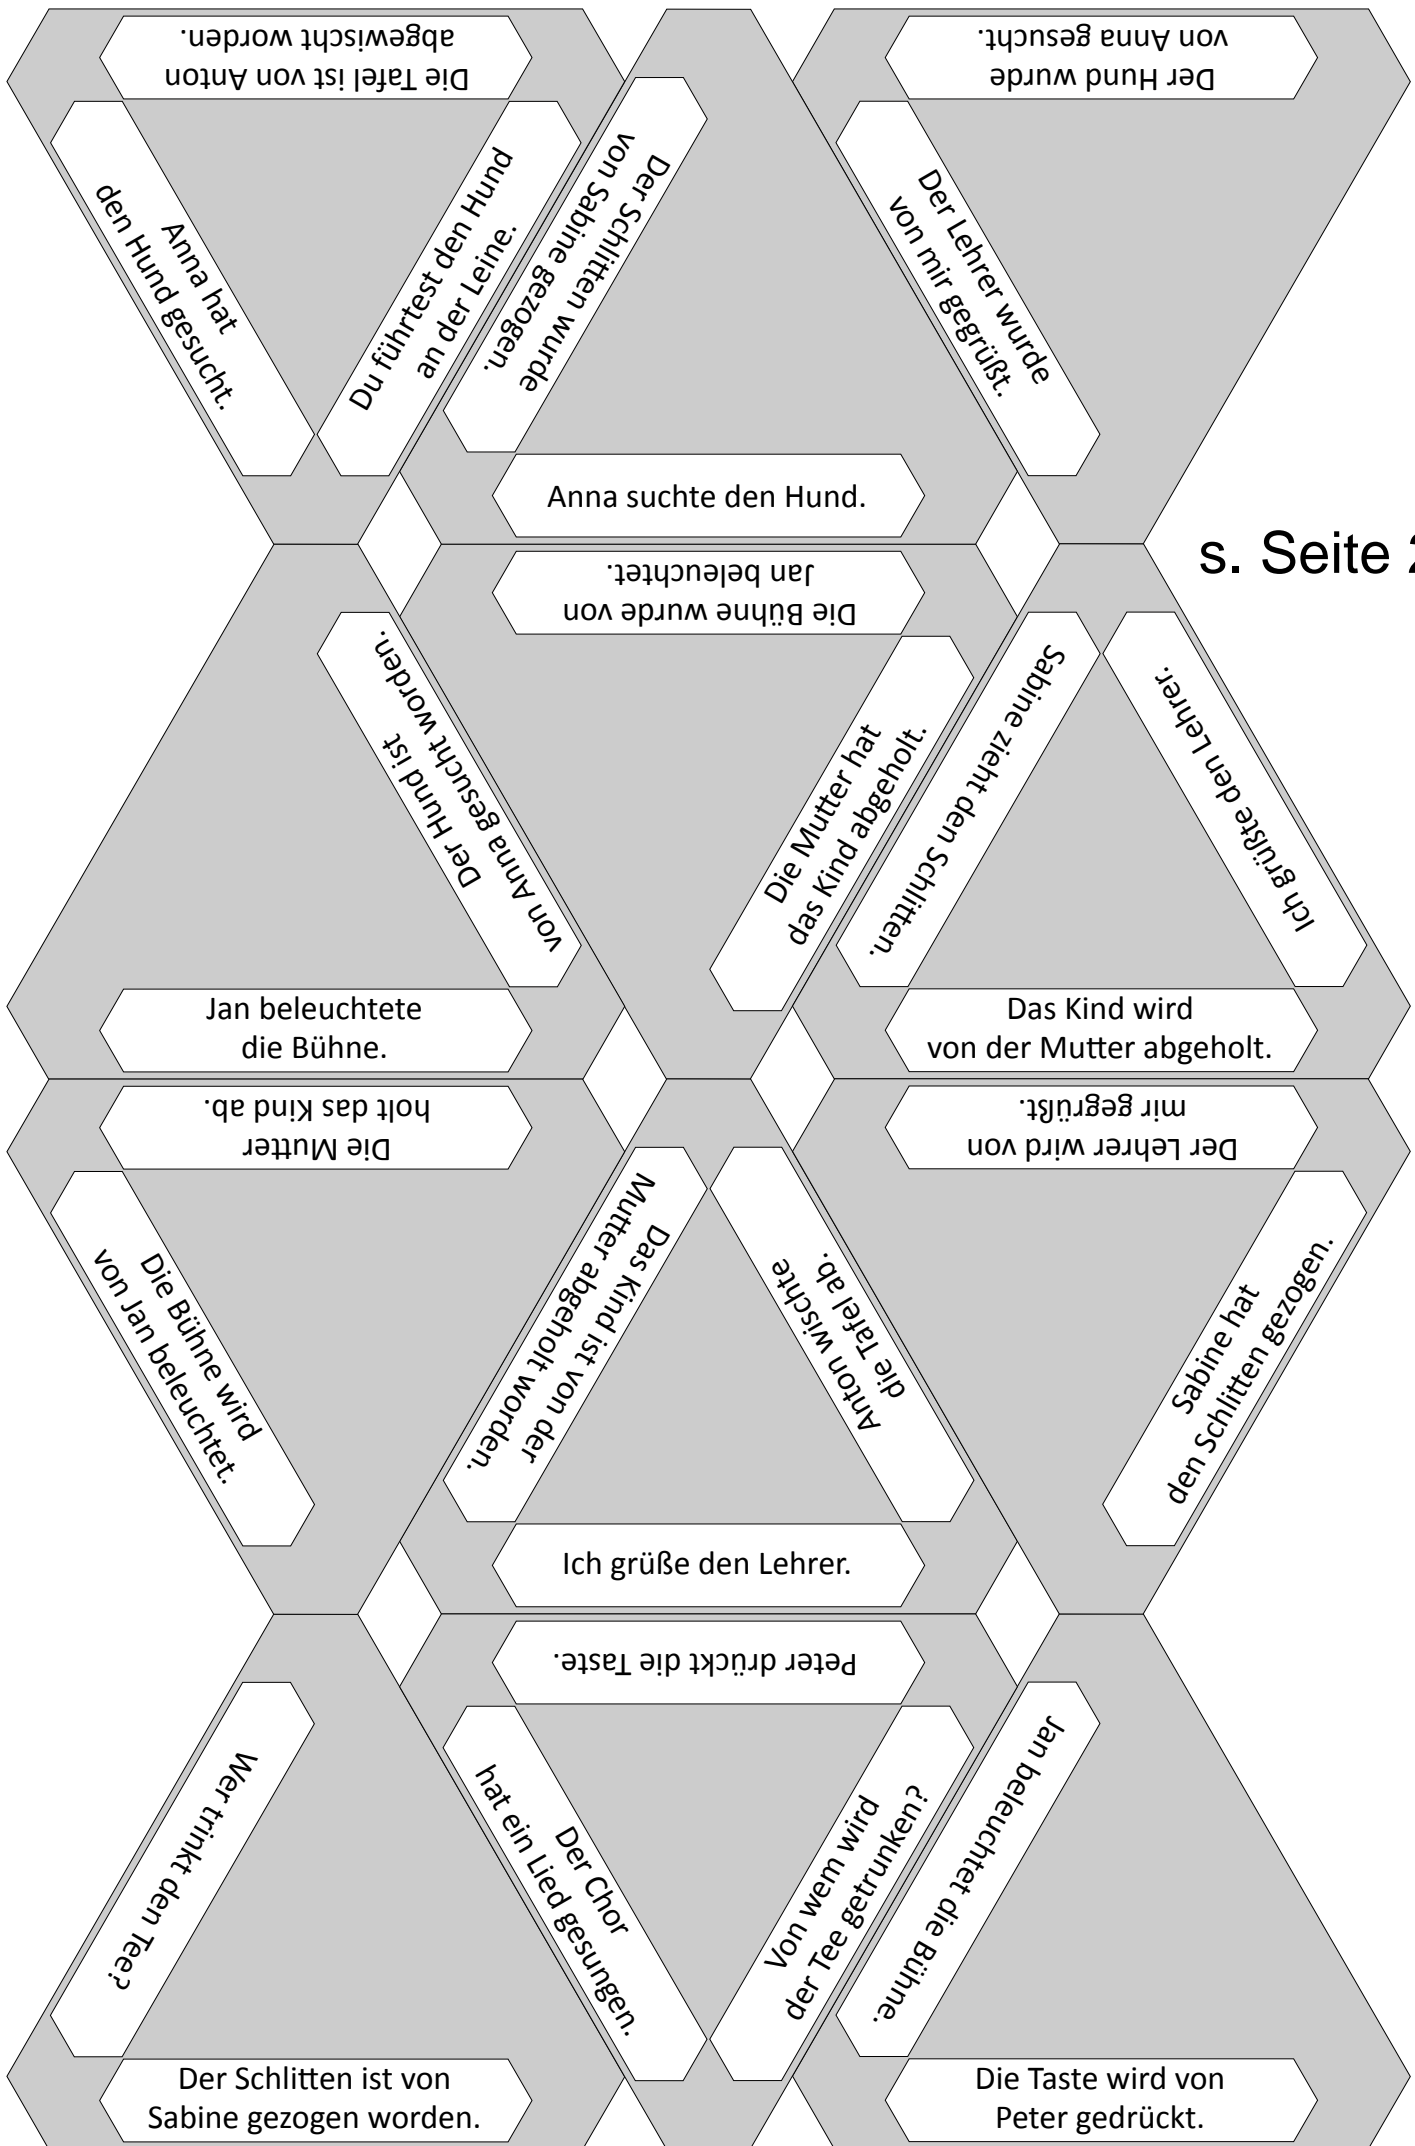 Die Tafel ist von Anton
abgewischt worden.
Anna hat
den Hund gesucht.
Du führtest den Hund
an der Leine.
Der Schlitten wurde
von Sabine gezogen.
Anna suchte den Hund.
Der Hund wurde
von Anna gesucht.
Der Lehrer wurde
von mir gegrüßt.
s. Seite 2
Der Hund ist
von Anna gesucht worden.
Jan beleuchtete
die Bühne.
Die Bühne wurde von
Jan beleuchtet.
Die Mutter hat
das Kind abgeholt.
Sabine zieht den Schlitten.
Ich grüßte den Lehrer.
Das Kind wird
von der Mutter abgeholt.
Die Mutter
holt das Kind ab.
Die Bühne wird
von Jan beleuchtet.
Das Kind ist von der
Mutter abgeholt worden.
Anton wischte
die Tafel ab.
Ich grüße den Lehrer.
Der Lehrer wird von
mir gegrüßt.
Sabine hat
den Schlitten gezogen.
Wer trinkt den Tee?
Der Schlitten ist von
Sabine gezogen worden.
Peter drückt die Taste.
Der Chor
hat ein Lied gesungen.
Von wem wird
der Tee getrunken?
Jan beleuchtet die Bühne.
Die Taste wird von
Peter gedrückt.